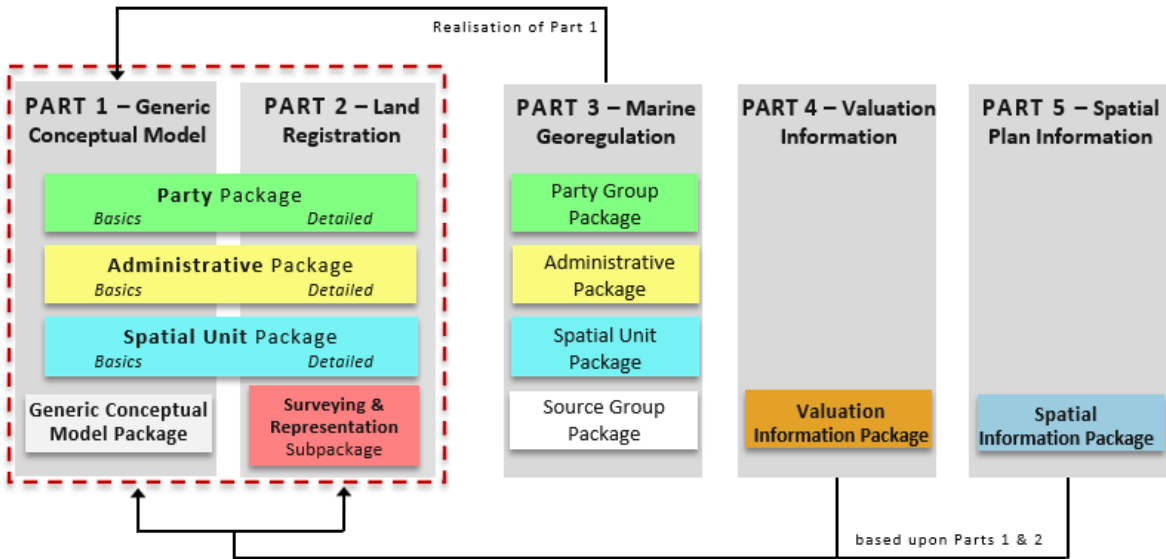 Realisation of Part 1
PART 1 – Generic
Conceptual Model
PART 2 – Land
Registration
PART 3 – Marine
Georegulation
PART 4 – Valuation
Information
PART 5 – Spatial
Plan Information
Party Package
Basics
Detailed
Party Group
Package
Administrative Package
Basics
Detailed
Administrative
Package
Spatial Unit Package
Basics
Detailed
Spatial Unit
Package
Generic Conceptual
Model Package
Surveying &
Representation
Subpackage
Source Group
Package
Valuation
Information Package
Spatial
Information Package
based upon Parts 1 & 2